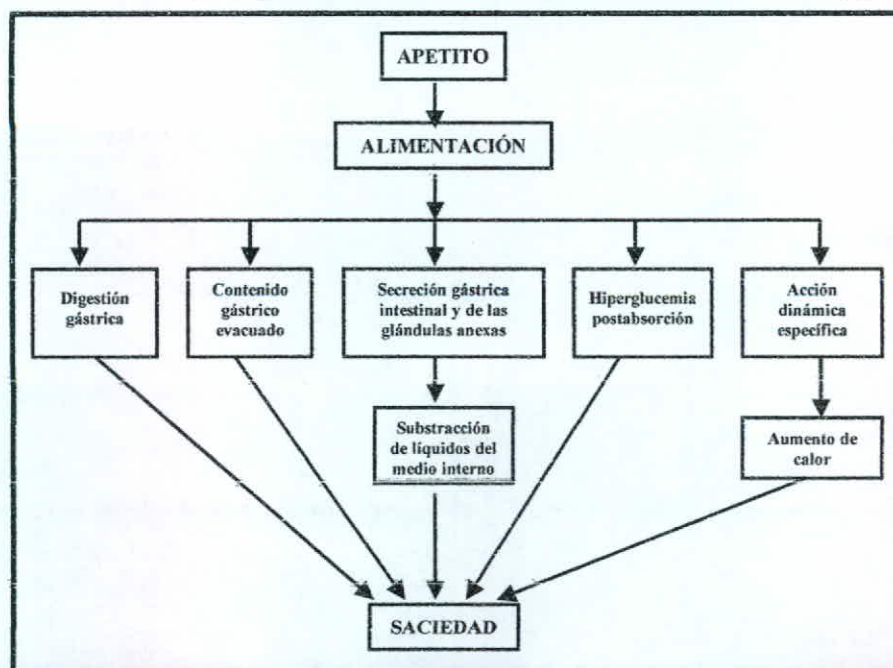 APETITO
ALIMENTACIÓN
Digestión
gástrica
Contenido
gástrico
evacuado
Secreción gástrica
intestinal y de las
glándulas anexas
Hiperglucemia
postabsorción
Acción
dinámica
específica
Substracción
de líquidos del
medio interno
Aumento de
calor
SACIEDAD